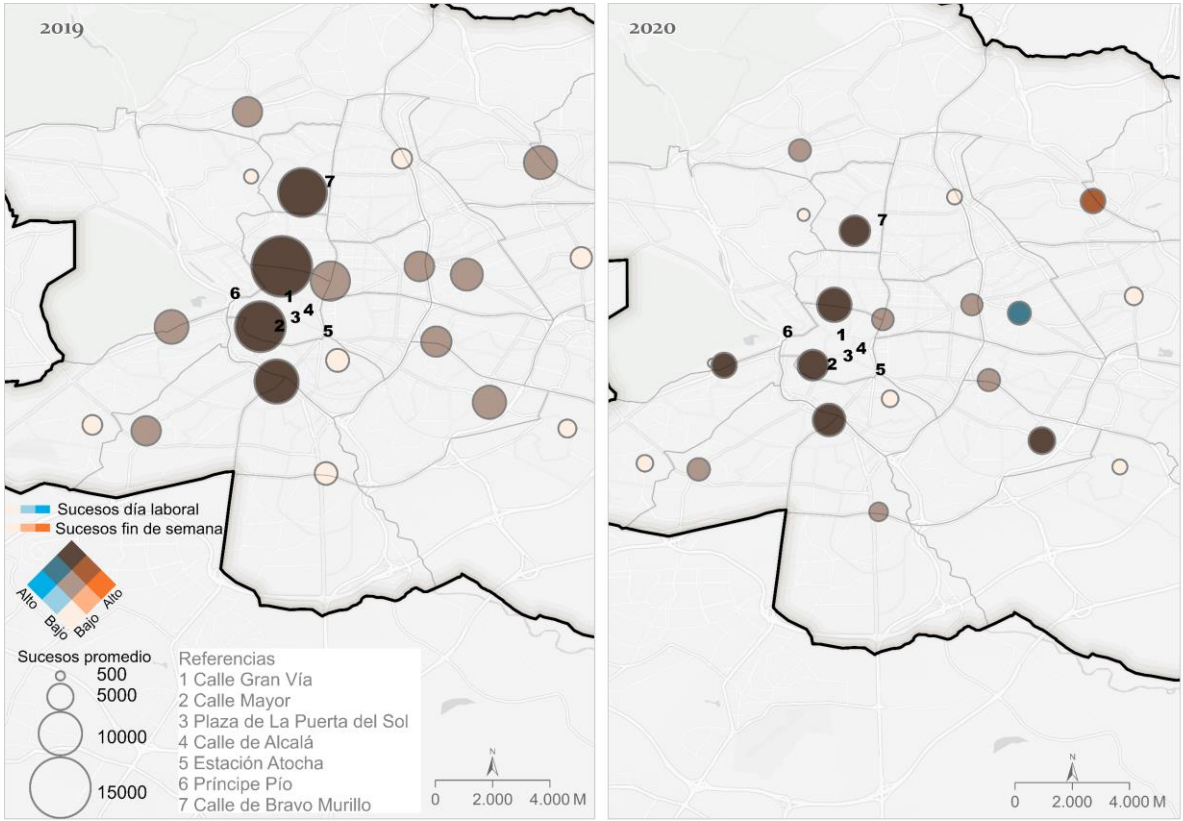 2019
7
6
1
4
3
2
5
Sucesos día laboral
Sucesos fin de semana
Alto
Bajo
Bajo
Alto
Sucesos promedio
500
5000
10000
15000
Referencias
1 Calle Gran Vía
2 Calle Mayor
3 Plaza de La Puerta del Sol
4 Calle de Alcalá
5 Estación Atocha
6 Príncipe Pío
7 Calle de Bravo Murillo
N
0 2.000 4.000 M
2020
7
6
1
4
3
2
5
N
0 2.000 4.000 M